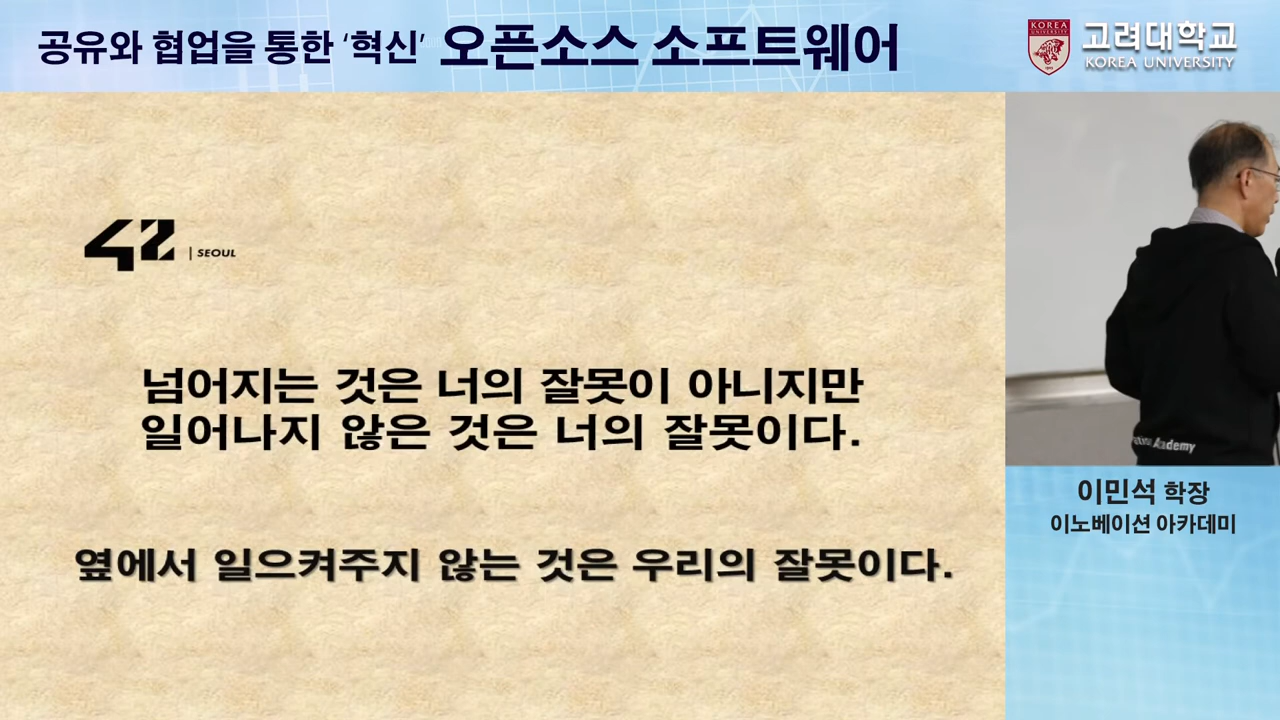 공유와 협업을 통한 ‘혁신’ 오픈소스 소프트웨어
KOREA
UNIVERSITY
고려대학교
KOREA UNIVERSITY
42 | SEOUL
넘어지는 것은 너의 잘못이 아니지만
일어나지 않은 것은 너의 잘못이다.
옆에서 일으켜주지 않는 것은 우리의 잘못이다.
Academy
이민석 학장
이노베이션 아카데미